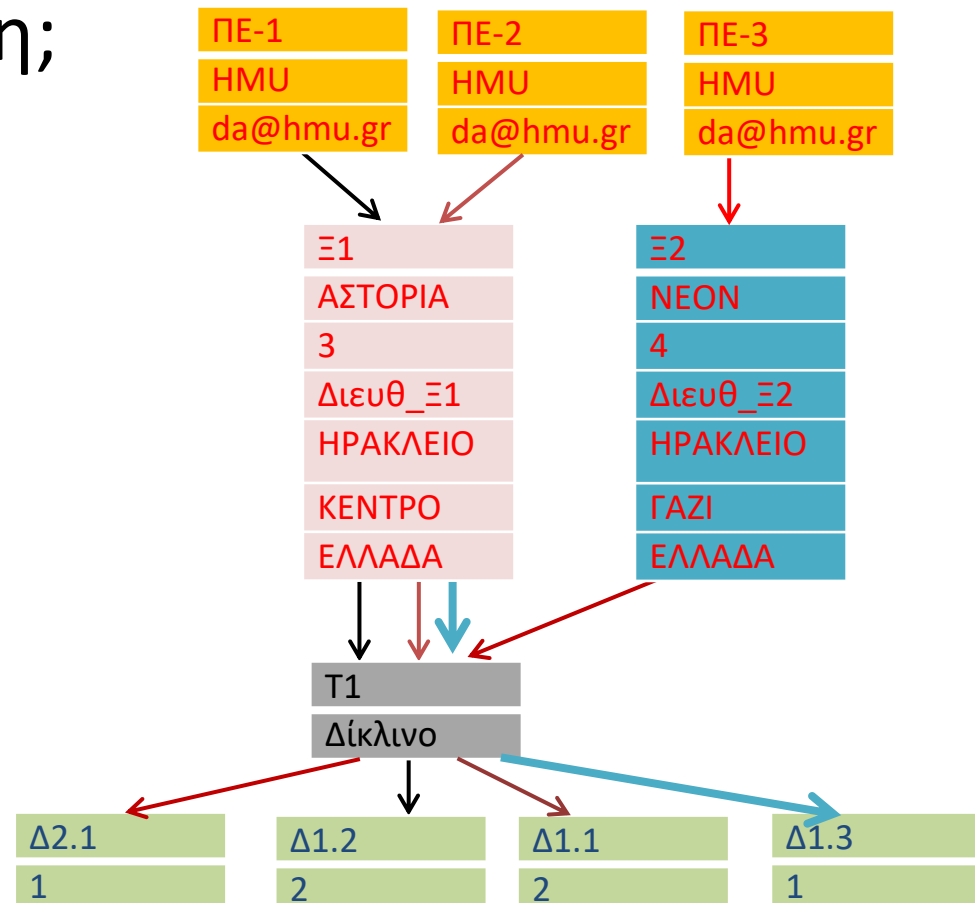 η;
ΠΕ-1
HMU
da@hmu.gr
ΠΕ-2
HMU
da@hmu.gr
ΠΕ-3
HMU
da@hmu.gr
Ξ1
ΑΣΤΟΡΙΑ
3
Διευθ_Ξ1
ΗΡΑΚΛΕΙΟ
ΚΕΝΤΡΟ
ΕΛΛΑΔΑ
Ξ2
ΝΕΟΝ
4
Διευθ_Ξ2
ΗΡΑΚΛΕΙΟ
ΓΑΖΙ
ΕΛΛΑΔΑ
Τ1
Δίκλινο
Δ2.1
1
Δ1.2
2
Δ1.1
2
Δ1.3
1